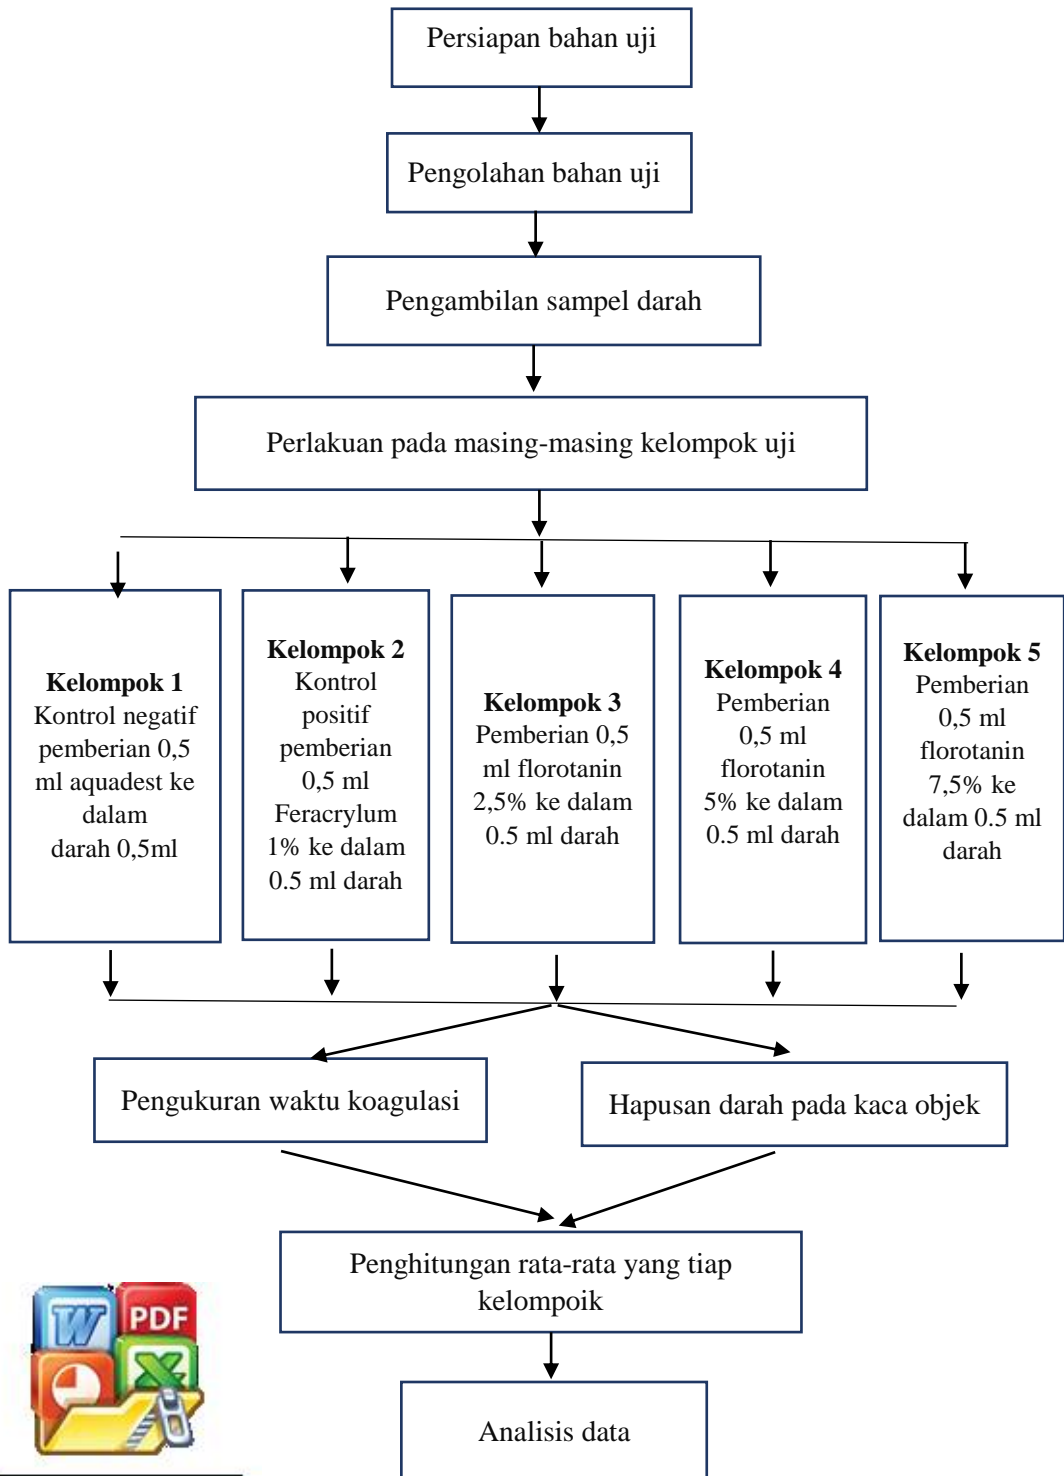 Persiapan bahan uji
Pengolahan bahan uji
Pengambilan sampel darah
Perlakuan pada masing-masing kelompok uji
Kelompok 1
Kontrol negatif
pemberian 0,5
ml aquadest ke
dalam
darah 0,5ml
Kelompok 2
Kontrol
positif
pemberian
0,5 ml
Feracrylum
1% ke dalam
0.5 ml darah
Kelompok 3
Pemberian 0,5
ml florotanin
2,5% ke dalam
0.5 ml darah
Kelompok 4
Pemberian
0,5 ml
florotanin
5% ke dalam
0.5 ml darah
Kelompok 5
Pemberian
0,5 ml
florotanin
7,5% ke
dalam 0.5 ml
darah
Pengukuran waktu koagulasi
Hapusan darah pada kaca objek
Penghitungan rata-rata yang tiap
kelompoik
Analisis data
W
PDF
X